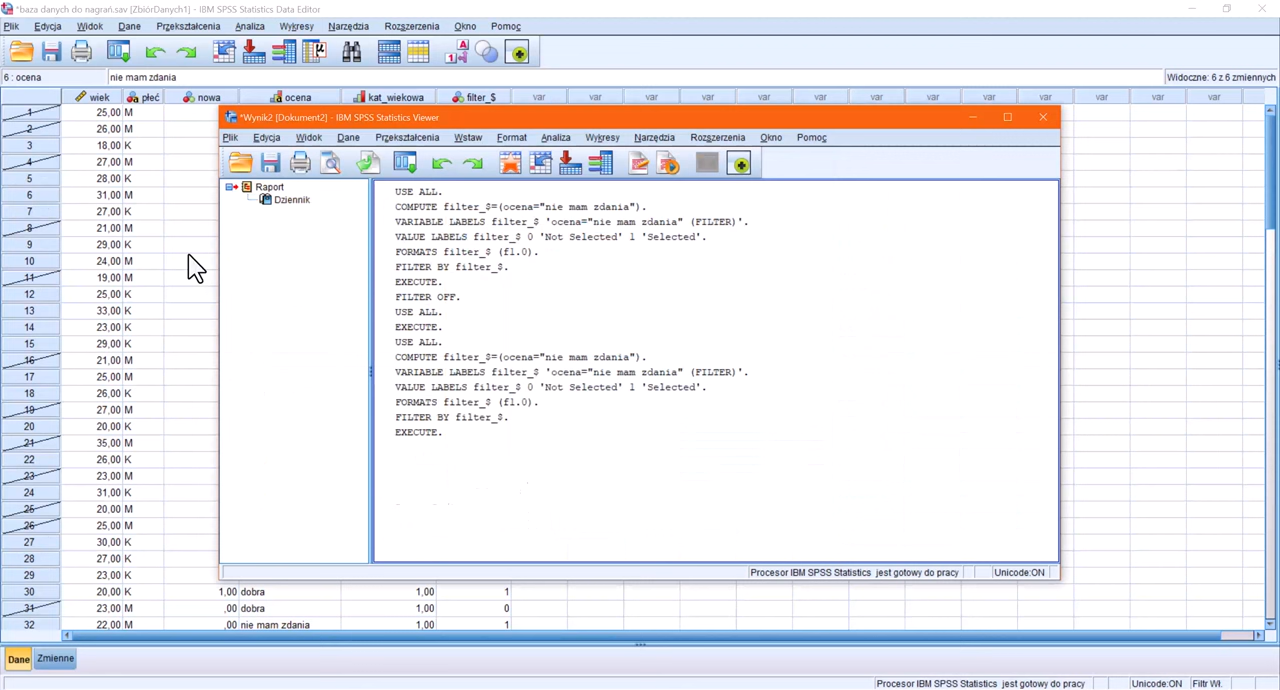 *baza danych do nagrań.sav [ZbiórDanych1] - IBM SPSS Statistics Data Editor
Plik Edycja Widok Dane Przekształcenia Analiza Wykresy Narzędzia Rozszerzenia Okno Pomoc
6 : ocena nie mam zdania Widoczne: 6 z 6 zmiennych
wiek płeć nowa ocena kat_wiekowa filter_$ var var var var var var var var var var var var var
1 25,00 M
2 26,00 M
3 18,00 K
4 27,00 M
5 28,00 K
6 31,00 M
7 27,00 K
8 21,00 M
9 29,00 K
10 24,00 M
11 19,00 M
12 25,00 K
13 33,00 K
14 23,00 K
15 29,00 K
16 21,00 M
17 25,00 M
18 26,00 K
19 27,00 M
20 20,00 K
21 35,00 M
22 26,00 K
23 23,00 M
24 31,00 K
25 20,00 M
26 25,00 M
27 30,00 K
28 27,00 K
29 23,00 K
30 20,00 K 1,00 dobra 1,00 1
31 23,00 M ,00 dobra 1,00 0
32 22,00 M ,00 nie mam zdania 1,00 1
*Wynik2 [Dokument2] - IBM SPSS Statistics Viewer
Plik Edycja Widok Dane Przekształcenia Wstaw Format Analiza Wykresy Narzędzia Rozszerzenia Okno Pomoc
Raport
Dziennik
USE ALL.
COMPUTE filter_$=(ocena="nie mam zdania").
VARIABLE LABELS filter_$ 'ocena="nie mam zdania" (FILTER)'.
VALUE LABELS filter_$ 0 'Not Selected' 1 'Selected'.
FORMATS filter_$ (f1.0).
FILTER BY filter_$.
EXECUTE.
FILTER OFF.
USE ALL.
EXECUTE.
USE ALL.
COMPUTE filter_$=(ocena="nie mam zdania").
VARIABLE LABELS filter_$ 'ocena="nie mam zdania" (FILTER)'.
VALUE LABELS filter_$ 0 'Not Selected' 1 'Selected'.
FORMATS filter_$ (f1.0).
FILTER BY filter_$.
EXECUTE.
Procesor IBM SPSS Statistics jest gotowy do pracy Unicode:ON
Dane Zmienne
Procesor IBM SPSS Statistics jest gotowy do pracy Unicode:ON Filtr Wł.